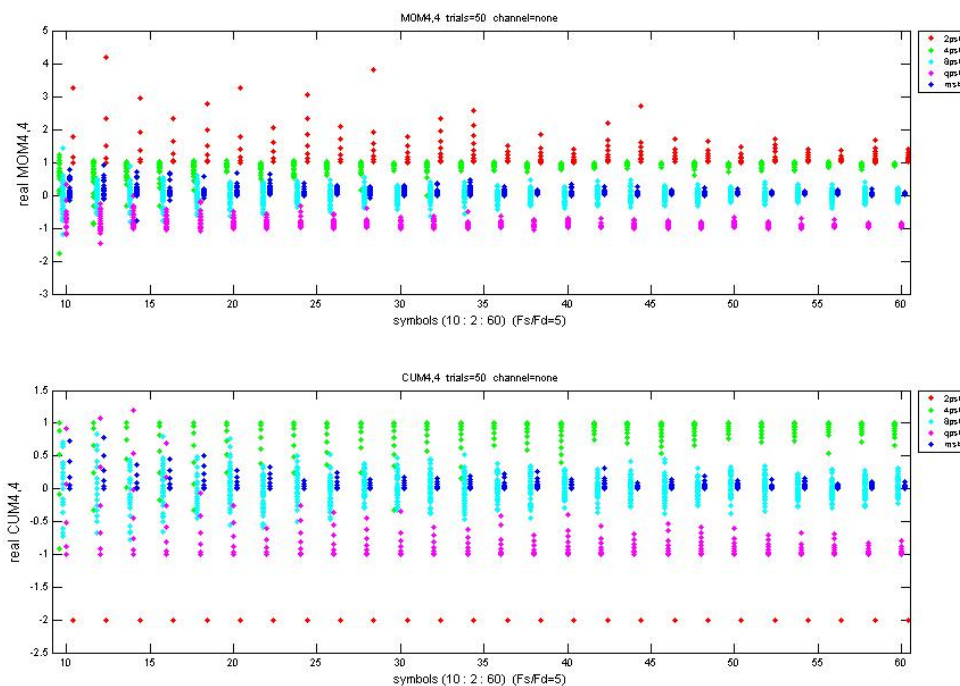 MOM4,4 trials=50 channel=none
real MOM4,4
5
4
3
2
1
0
-1
-2
-3
10 15 20 25 30 35 40 45 50 55 60
symbols (10 : 2 : 60) (Fs/Fd=5)
CUM4,4 trials=50 channel=none
real CUM4,4
1.5
1
0.5
0
-0.5
-1
-1.5
-2
-2.5
10 15 20 25 30 35 40 45 50 55 60
symbols (10 : 2 : 60) (Fs/Fd=5)